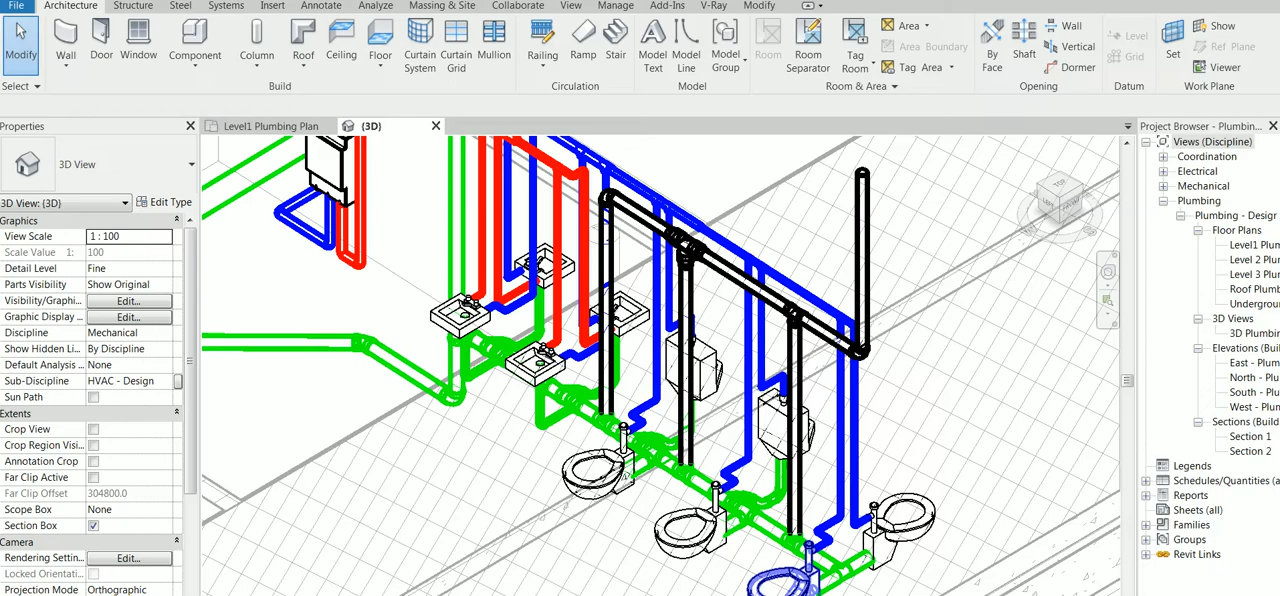 File Architecture Structure Steel Systems Insert Annotate Analyze Massing & Site Collaborate View Manage Add-Ins V-Ray Modify
Modify
Wall
Door
Window
Component
Column
Roof
Ceiling
Floor
Curtain System
Curtain Grid
Mullion
Railing
Ramp
Stair
Model Text
Model Line
Model Group
Room
Room Separator
Tag Room
Area
Area Boundary
Tag Area
By Face
Shaft
Wall
Vertical
Dormer
Level
Grid
Set
Show
Ref Plane
Viewer
Select Build Circulation Model Room & Area Opening Datum Work Plane
Properties
3D View
3D View: {3D} Edit Type
Graphics
View Scale 1 : 100
Scale Value 1: 100
Detail Level Fine
Parts Visibility Show Original
Visibility/Graphi... Edit...
Graphic Display ... Edit...
Discipline Mechanical
Show Hidden Li... By Discipline
Default Analysis ... None
Sub-Discipline HVAC - Design
Sun Path
Extents
Crop View
Crop Region Visi...
Annotation Crop
Far Clip Active
Far Clip Offset 304800.0
Scope Box None
Section Box
Camera
Rendering Settin... Edit...
Locked Orientati...
Projection Mode Orthographic
Level1 Plumbing Plan
(3D)
TOP
Project Browser - Plumbin...
Views (Discipline)
Coordination
Electrical
Mechanical
Plumbing
Plumbing - Design
Floor Plans
Level1 Plum
Level 2 Plum
Level 3 Plum
Roof Plumb
Undergroun
3D Views
3D Plumbin
Elevations (Buil
East - Plum
North - Plu
South - Plu
West - Plum
Sections (Build
Section 1
Section 2
Legends
Schedules/Quantities (a
Reports
Sheets (all)
Families
Groups
Revit Links